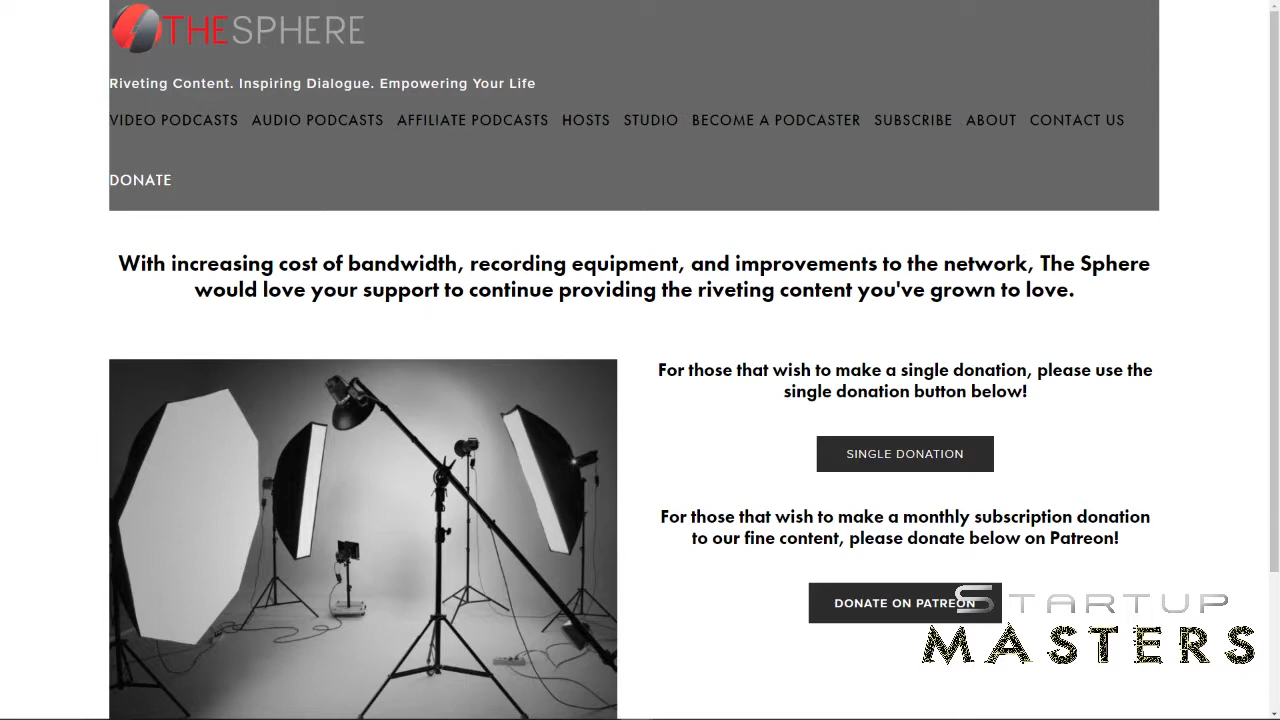 THESPHERE
Riveting Content. Inspiring Dialogue. Empowering Your Life
VIDEO PODCASTS AUDIO PODCASTS AFFILIATE PODCASTS HOSTS STUDIO BECOME A PODCASTER SUBSCRIBE ABOUT CONTACT US
DONATE
With increasing cost of bandwidth, recording equipment, and improvements to the network, The Sphere
would love your support to continue providing the riveting content you've grown to love.
For those that wish to make a single donation, please use the
single donation button below!
SINGLE DONATION
For those that wish to make a monthly subscription donation
to our fine content, please donate below on Patreon!
DONATE ON PATREON
STARTUP
MASTERS